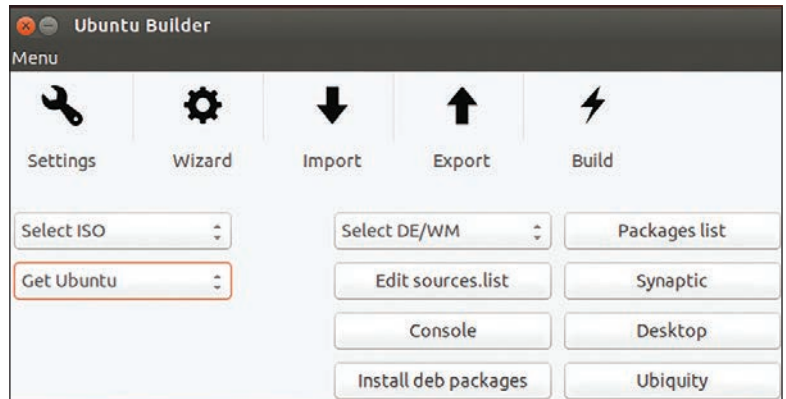 Ubuntu Builder
Menu
Settings Wizard Import Export Build
Select ISO Select DE/WM Packages list
Get Ubuntu Edit sources.list Synaptic
Console Desktop
Install deb packages Ubiquity